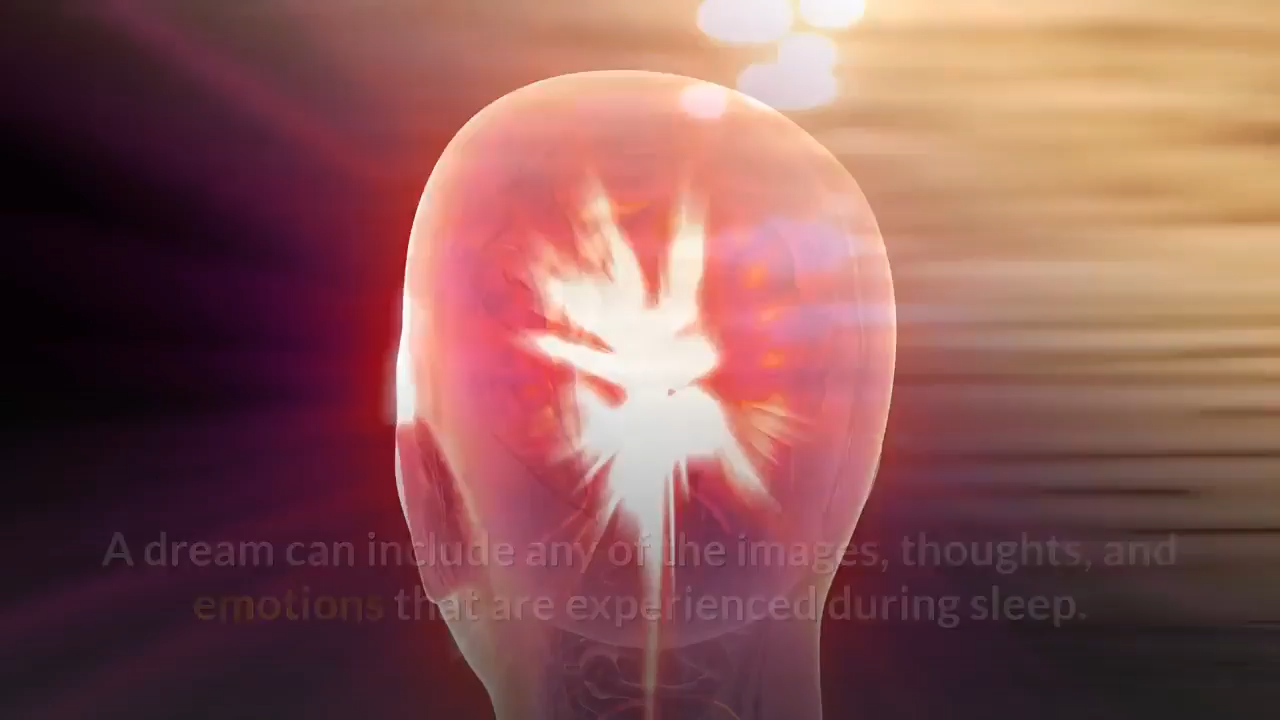 A dream can include any of the images, thoughts, and
emotions that are experienced during sleep.